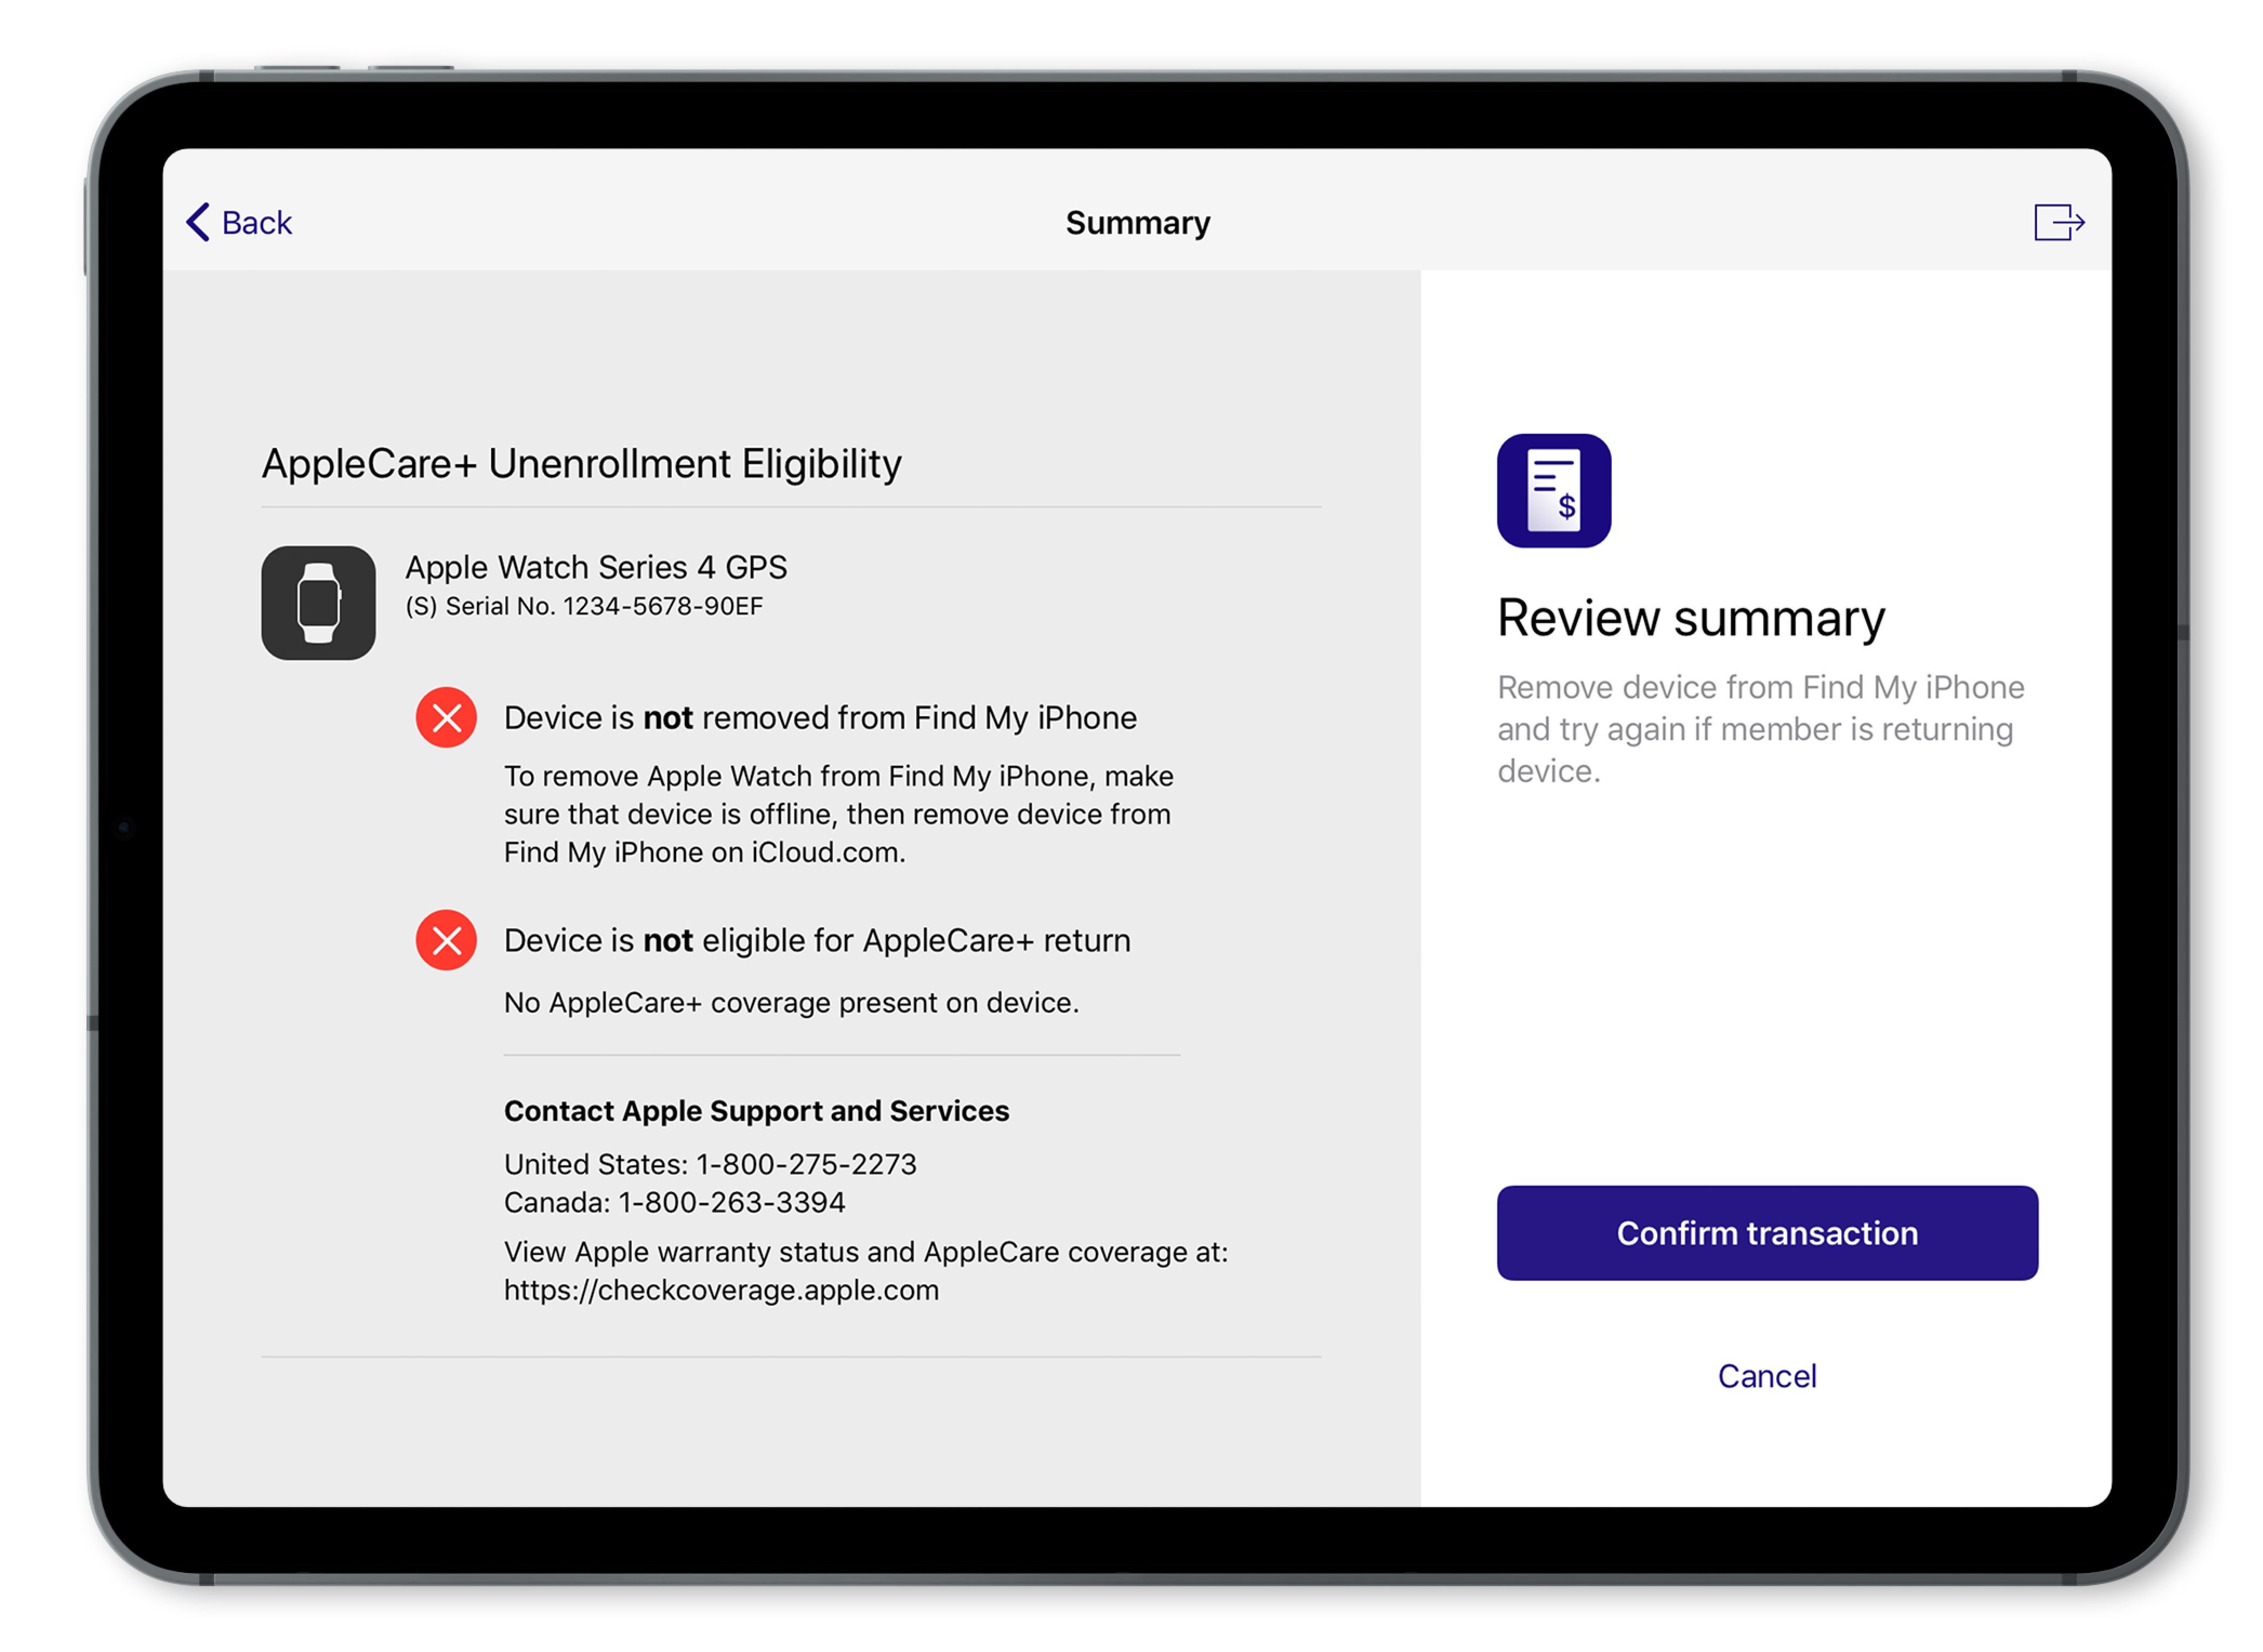 Back
Summary
AppleCare+ Unenrollment Eligibility
Apple Watch Series 4 GPS
(S) Serial No. 1234-5678-90EF
Device is not removed from Find My iPhone
To remove Apple Watch from Find My iPhone, make
sure that device is offline, then remove device from
Find My iPhone on iCloud.com.
Device is not eligible for AppleCare+ return
No AppleCare+ coverage present on device.
Contact Apple Support and Services
United States: 1-800-275-2273
Canada: 1-800-263-3394
View Apple warranty status and AppleCare coverage at:
https://checkcoverage.apple.com
$
Review summary
Remove device from Find My iPhone
and try again if member is returning
device.
Confirm transaction
Cancel